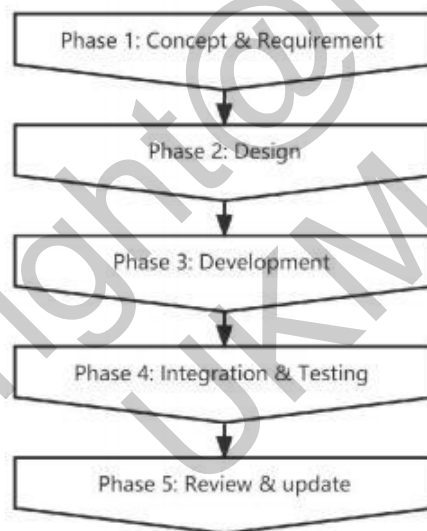 Phase 1: Concept & Requirement
Phase 2: Design
Phase 3: Development
Phase 4: Integration & Testing
Phase 5: Review & update
UKM